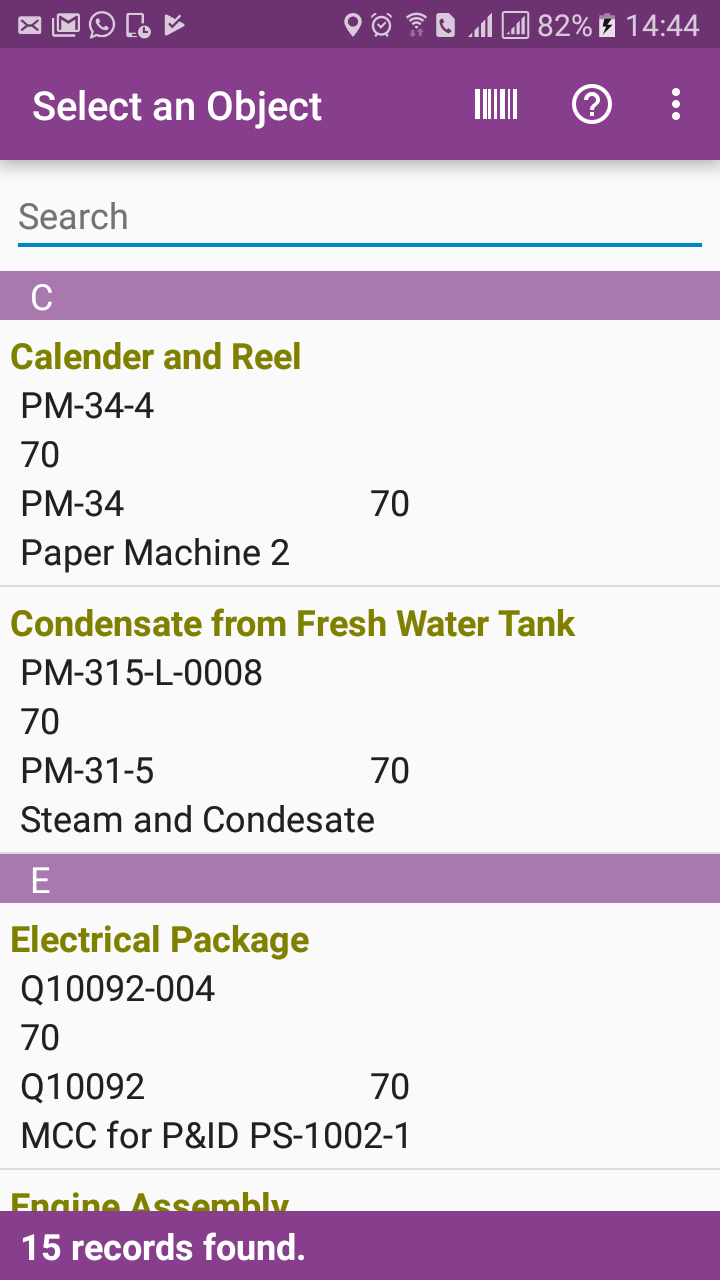 82% 14:44
Select an Object
Search
C
Calender and Reel
PM-34-4
70
PM-34 70
Paper Machine 2
Condensate from Fresh Water Tank
PM-315-L-0008
70
PM-31-5 70
Steam and Condesate
E
Electrical Package
Q10092-004
70
Q10092 70
MCC for P&ID PS-1002-1
Engine Assembly
15 records found.